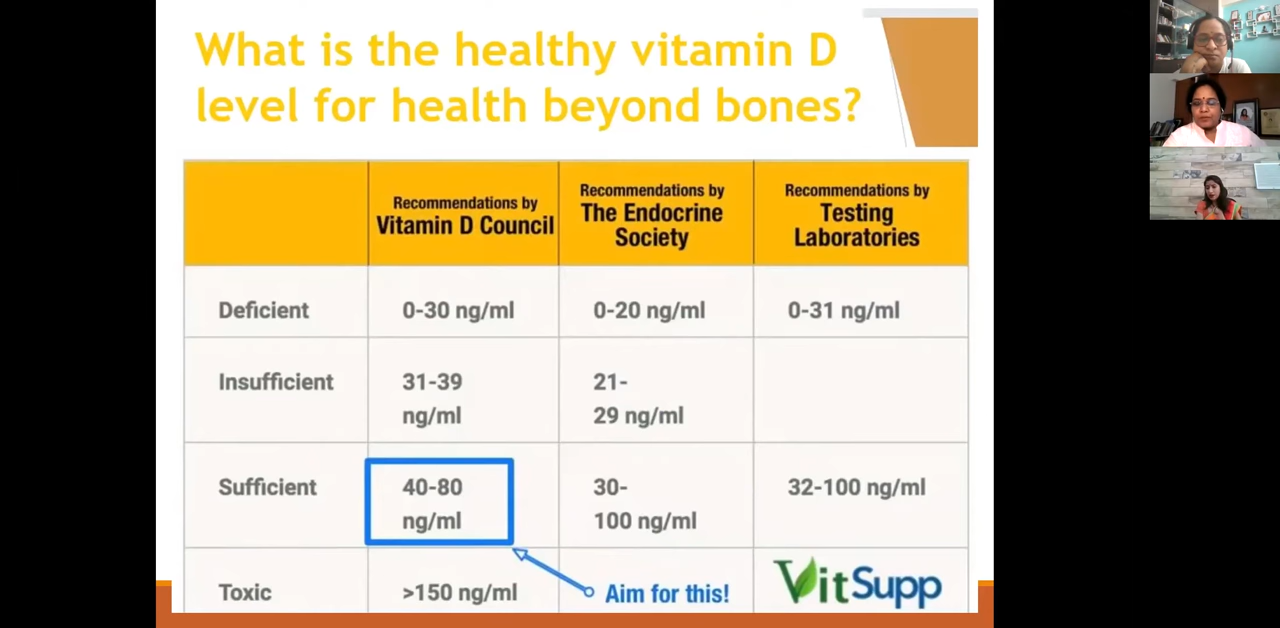 What is the healthy vitamin D
level for health beyond bones?
Recommendations by
Vitamin D Council
Recommendations by
The Endocrine
Society
Recommendations by
Testing
Laboratories
Deficient
0-30 ng/ml
0-20 ng/ml
0-31 ng/ml
Insufficient
31-39
ng/ml
21-
29 ng/ml
Sufficient
40-80
ng/ml
30-
100 ng/ml
32-100 ng/ml
Toxic
>150 ng/ml
Aim for this!
VitSupp